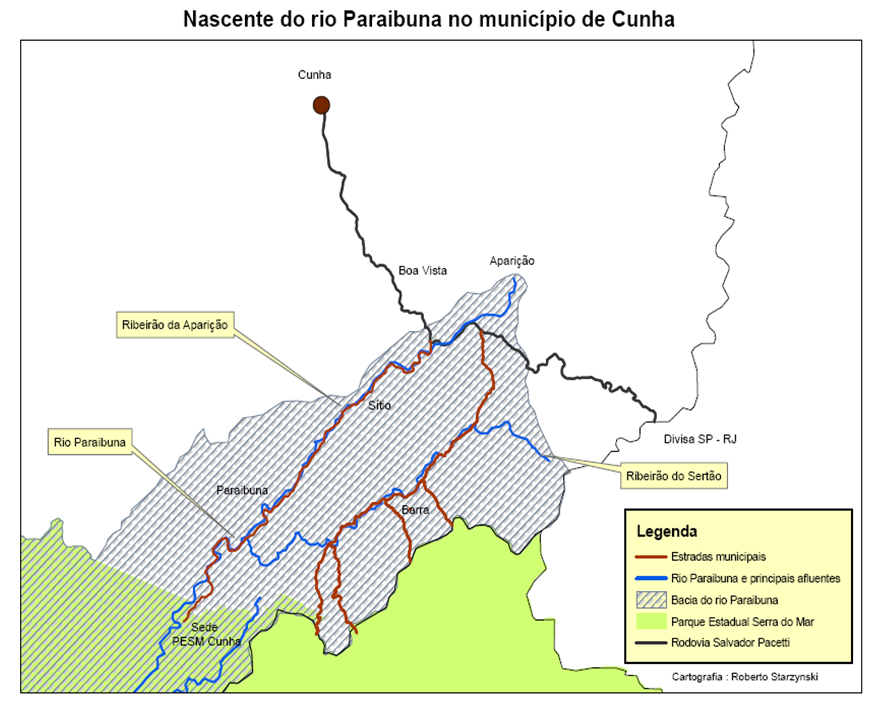 Nascente do rio Paraibuna no município de Cunha
Cunha
Boa Vista
Aparição
Ribeirão da Aparição
Sítio
Divisa SP - RJ
Rio Paraibuna
Ribeirão do Sertão
Paraibuna
Barra
Sede
PESM Cunha
Legenda
Estradas municipais
Rio Paraibuna e principais afluentes
Bacia do rio Paraibuna
Parque Estadual Serra do Mar
Rodovia Salvador Pacetti
Cartografia : Roberto Starzynski